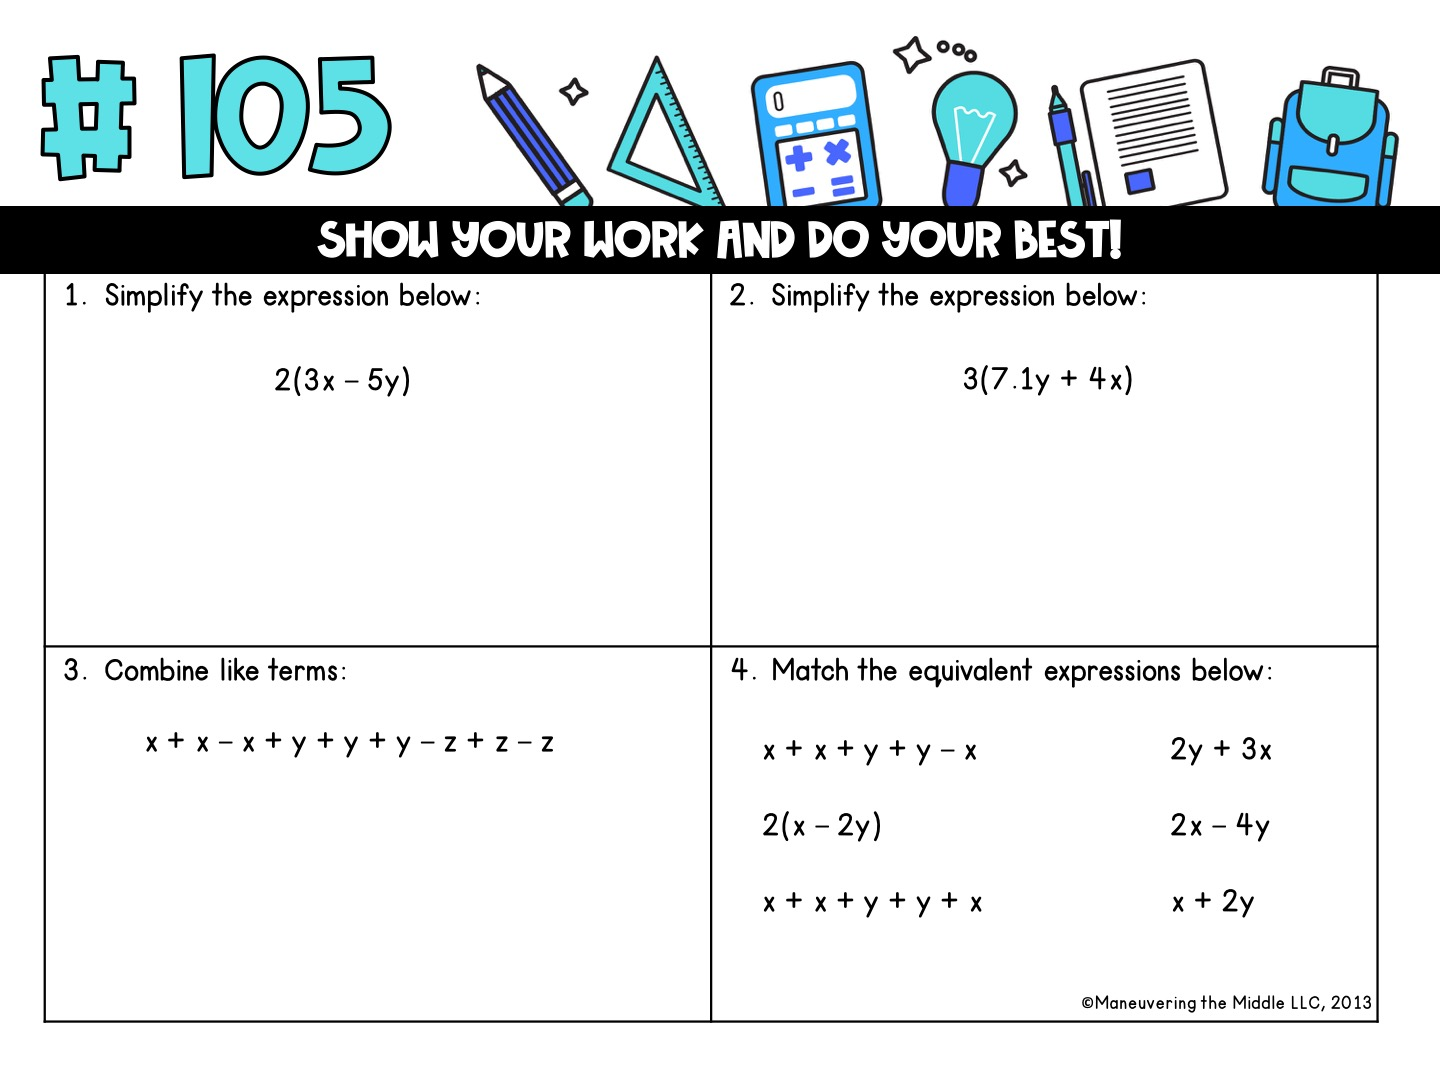 # 105
0
SHOW YOUR WORK AND DO YOUR BEST!
1. Simplify the expression below:
2(3x – 5y)
2. Simplify the expression below:
3(7.1y + 4x)
3. Combine like terms:
x + x – x + y + y + y – z + z – z
4. Match the equivalent expressions below:
x + x + y + y – x 2y + 3x
2(x – 2y) 2x – 4y
x + x + y + y + x x + 2y
©Maneuvering the Middle LLC, 2013